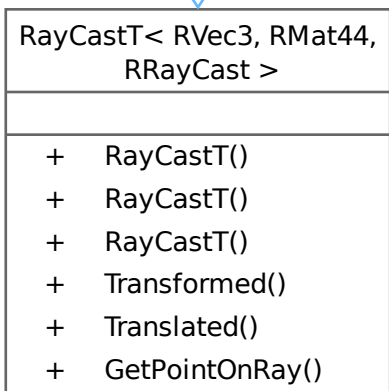 RayCastT< RVec3, RMat44,
RRayCast >
+ RayCastT()
+ RayCastT()
+ RayCastT()
+ Transformed()
+ Translated()
+ GetPointOnRay()